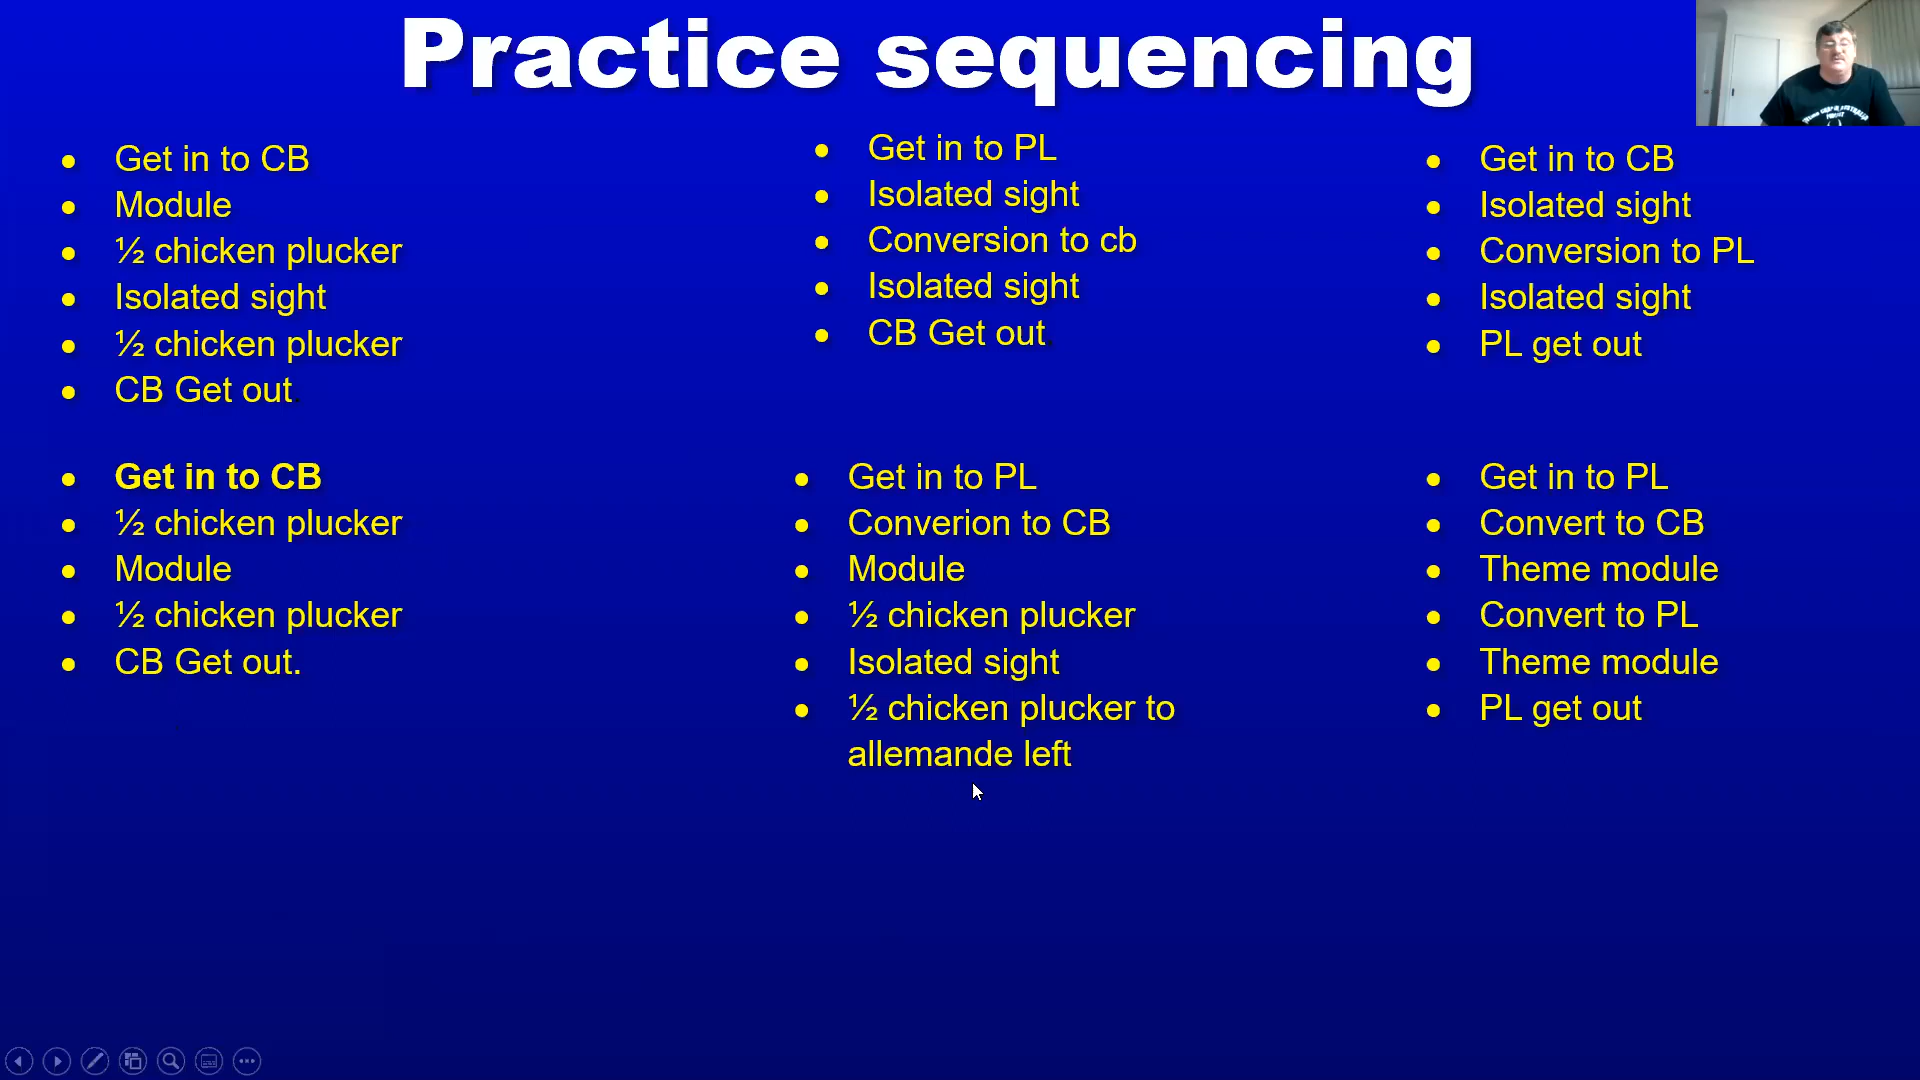 Practice sequencing
Get in to CB
Module
½ chicken plucker
Isolated sight
½ chicken plucker
CB Get out.
Get in to PL
Isolated sight
Conversion to cb
Isolated sight
CB Get out.
Get in to CB
Isolated sight
Conversion to PL
Isolated sight
PL get out
Get in to CB
½ chicken plucker
Module
½ chicken plucker
CB Get out.
Get in to PL
Converion to CB
Module
½ chicken plucker
Isolated sight
½ chicken plucker to
allemande left
Get in to PL
Convert to CB
Theme module
Convert to PL
Theme module
PL get out